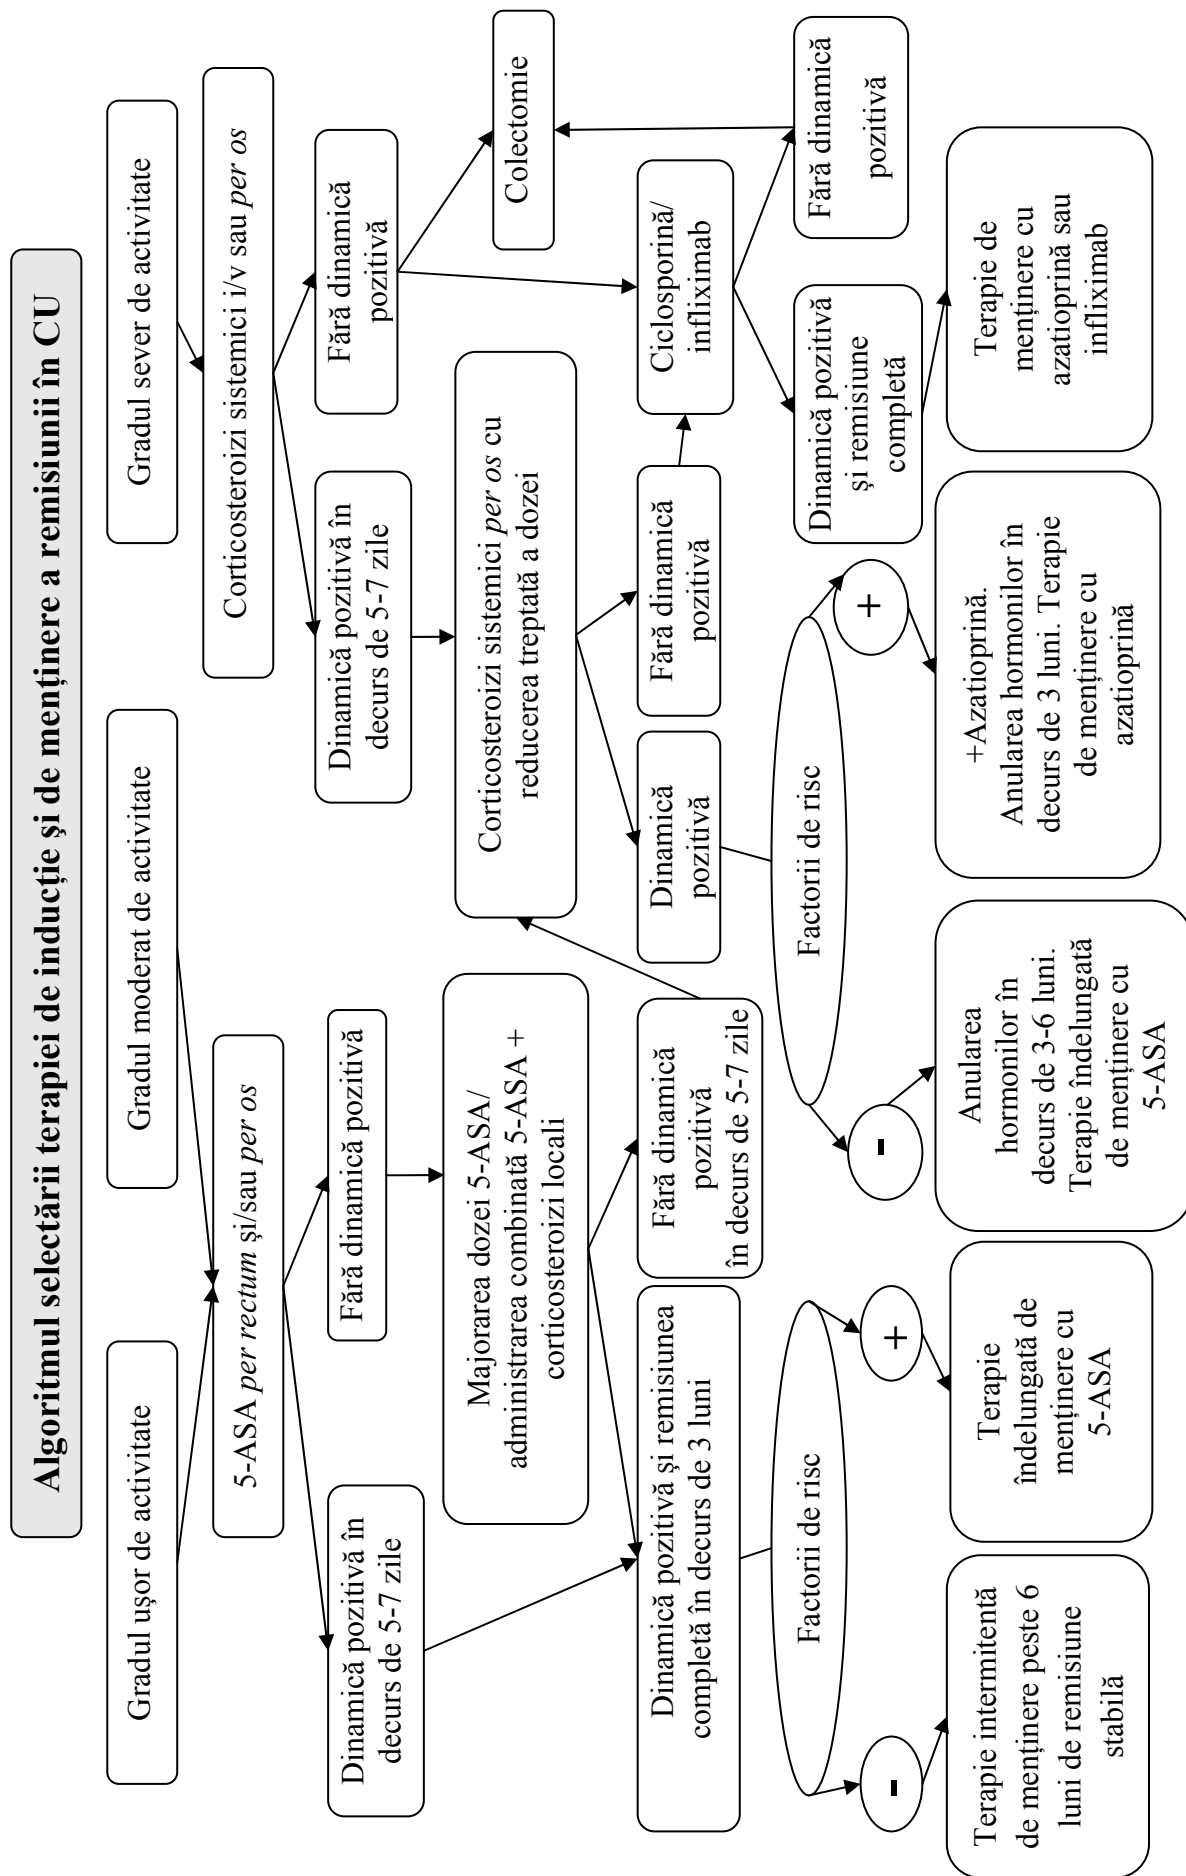 Algoritmul selectării terapiei de inducție şi de menținere a remisiunii în CU
Gradul uşor de activitate
Gradul moderat de activitate
Gradul sever de activitate
5-ASA per rectum şi/sau per os
Corticosteroizi sistemici i/v sau per os
Dinamică pozitivă în
decurs de 5-7 zile
Fără dinamică pozitivă
Dinamică pozitivă în
decurs de 5-7 zile
Fără dinamică
pozitivă
Majorarea dozei 5-ASA/
administrarea combinată 5-ASA +
corticosteroizi locali
Corticosteroizi sistemici per os cu
reducerea treptată a dozei
Colectomie
Dinamică pozitivă şi remisiunea
completă în decurs de 3 luni
Fără dinamică
pozitivă
în decurs de 5-7 zile
Dinamică
pozitivă
Fără dinamică
pozitivă
Ciclosporină/
infliximab
Factorii de risc
Factorii de risc
Dinamică pozitivă
şi remisiune
completă
Fără dinamică
pozitivă
-
+
-
+
Terapie intermitentă
de menținere peste 6
luni de remisiune
stabilă
Terapie
îndelungată de
menținere cu
5-ASA
Anularea
hormonilor în
decurs de 3-6 luni.
Terapie îndelungată
de menținere cu
5-ASA
+Azatioprină.
Anularea hormonilor în
decurs de 3 luni. Terapie
de menținere cu
azatioprină
Terapie de
menținere cu
azatioprină sau
infliximab